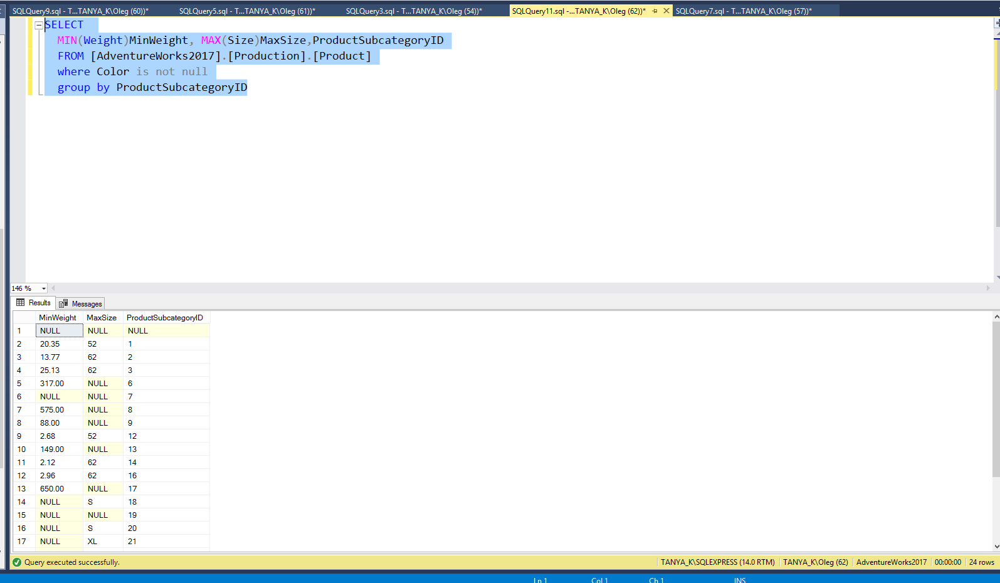 SQLQuery9.sql - T...TANYA_K\Oleg (60))* SQLQuery5.sql - T...TANYA_K\Oleg (61))* SQLQuery3.sql - T...TANYA_K\Oleg (54))* SQLQuery11.sql -...TANYA_K\Oleg (62))* SQLQuery7.sql - T...TANYA_K\Oleg (57))*
SELECT
MIN(Weight)MinWeight, MAX(Size)MaxSize,ProductSubcategoryID
FROM [AdventureWorks2017].[Production].[Product]
where Color is not null
group by ProductSubcategoryID
146 %
Results Messages
MinWeight MaxSize ProductSubcategoryID
1 NULL NULL NULL
2 20.35 52 1
3 13.77 62 2
4 25.13 62 3
5 317.00 NULL 6
6 NULL NULL 7
7 575.00 NULL 8
8 88.00 NULL 9
9 2.68 52 12
10 149.00 NULL 13
11 2.12 62 14
12 2.96 62 16
13 650.00 NULL 17
14 NULL S 18
15 NULL NULL 19
16 NULL S 20
17 NULL XL 21
Query executed successfully. TANYA_K\SQLEXPRESS (14.0 RTM) TANYA_K\Oleg (62) AdventureWorks2017 00:00:00 24 rows
Ln 1 Col 1 Ch 1 INS